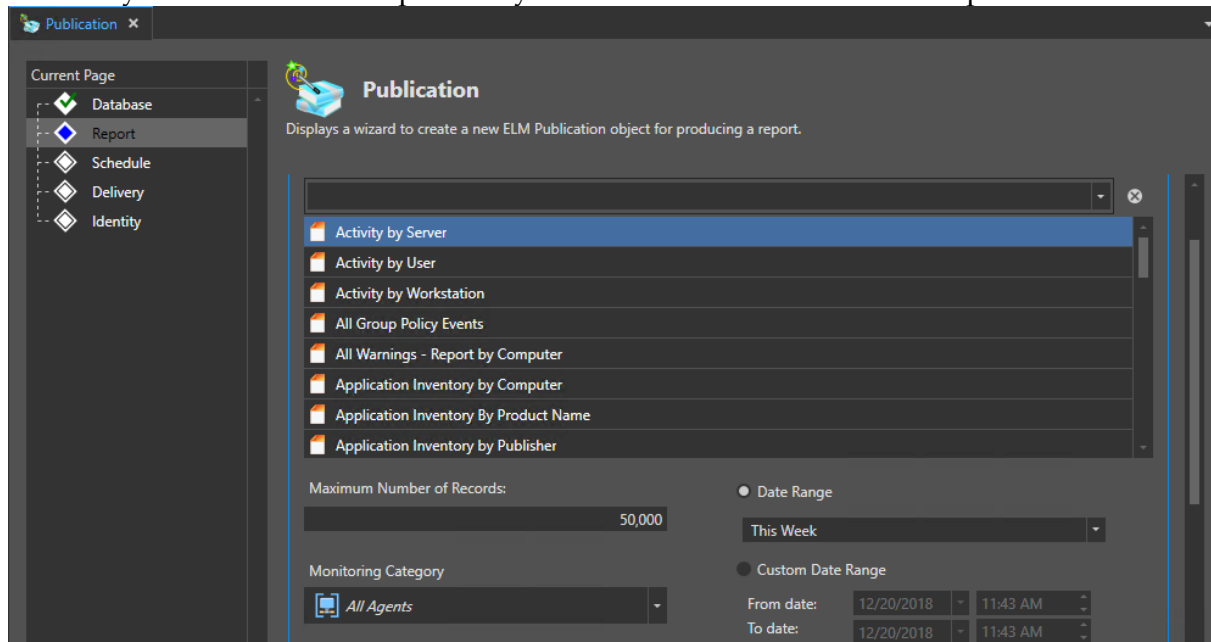 Publication
Current Page
Database
Report
Schedule
Delivery
Identity
Publication
Displays a wizard to create a new ELM Publication object for producing a report.
Activity by Server
Activity by User
Activity by Workstation
All Group Policy Events
All Warnings - Report by Computer
Application Inventory by Computer
Application Inventory By Product Name
Application Inventory by Publisher
Maximum Number of Records:
50,000
Monitoring Category
All Agents
Date Range
This Week
Custom Date Range
From date: 12/20/2018 11:43 AM
To date: 12/20/2018 11:43 AM